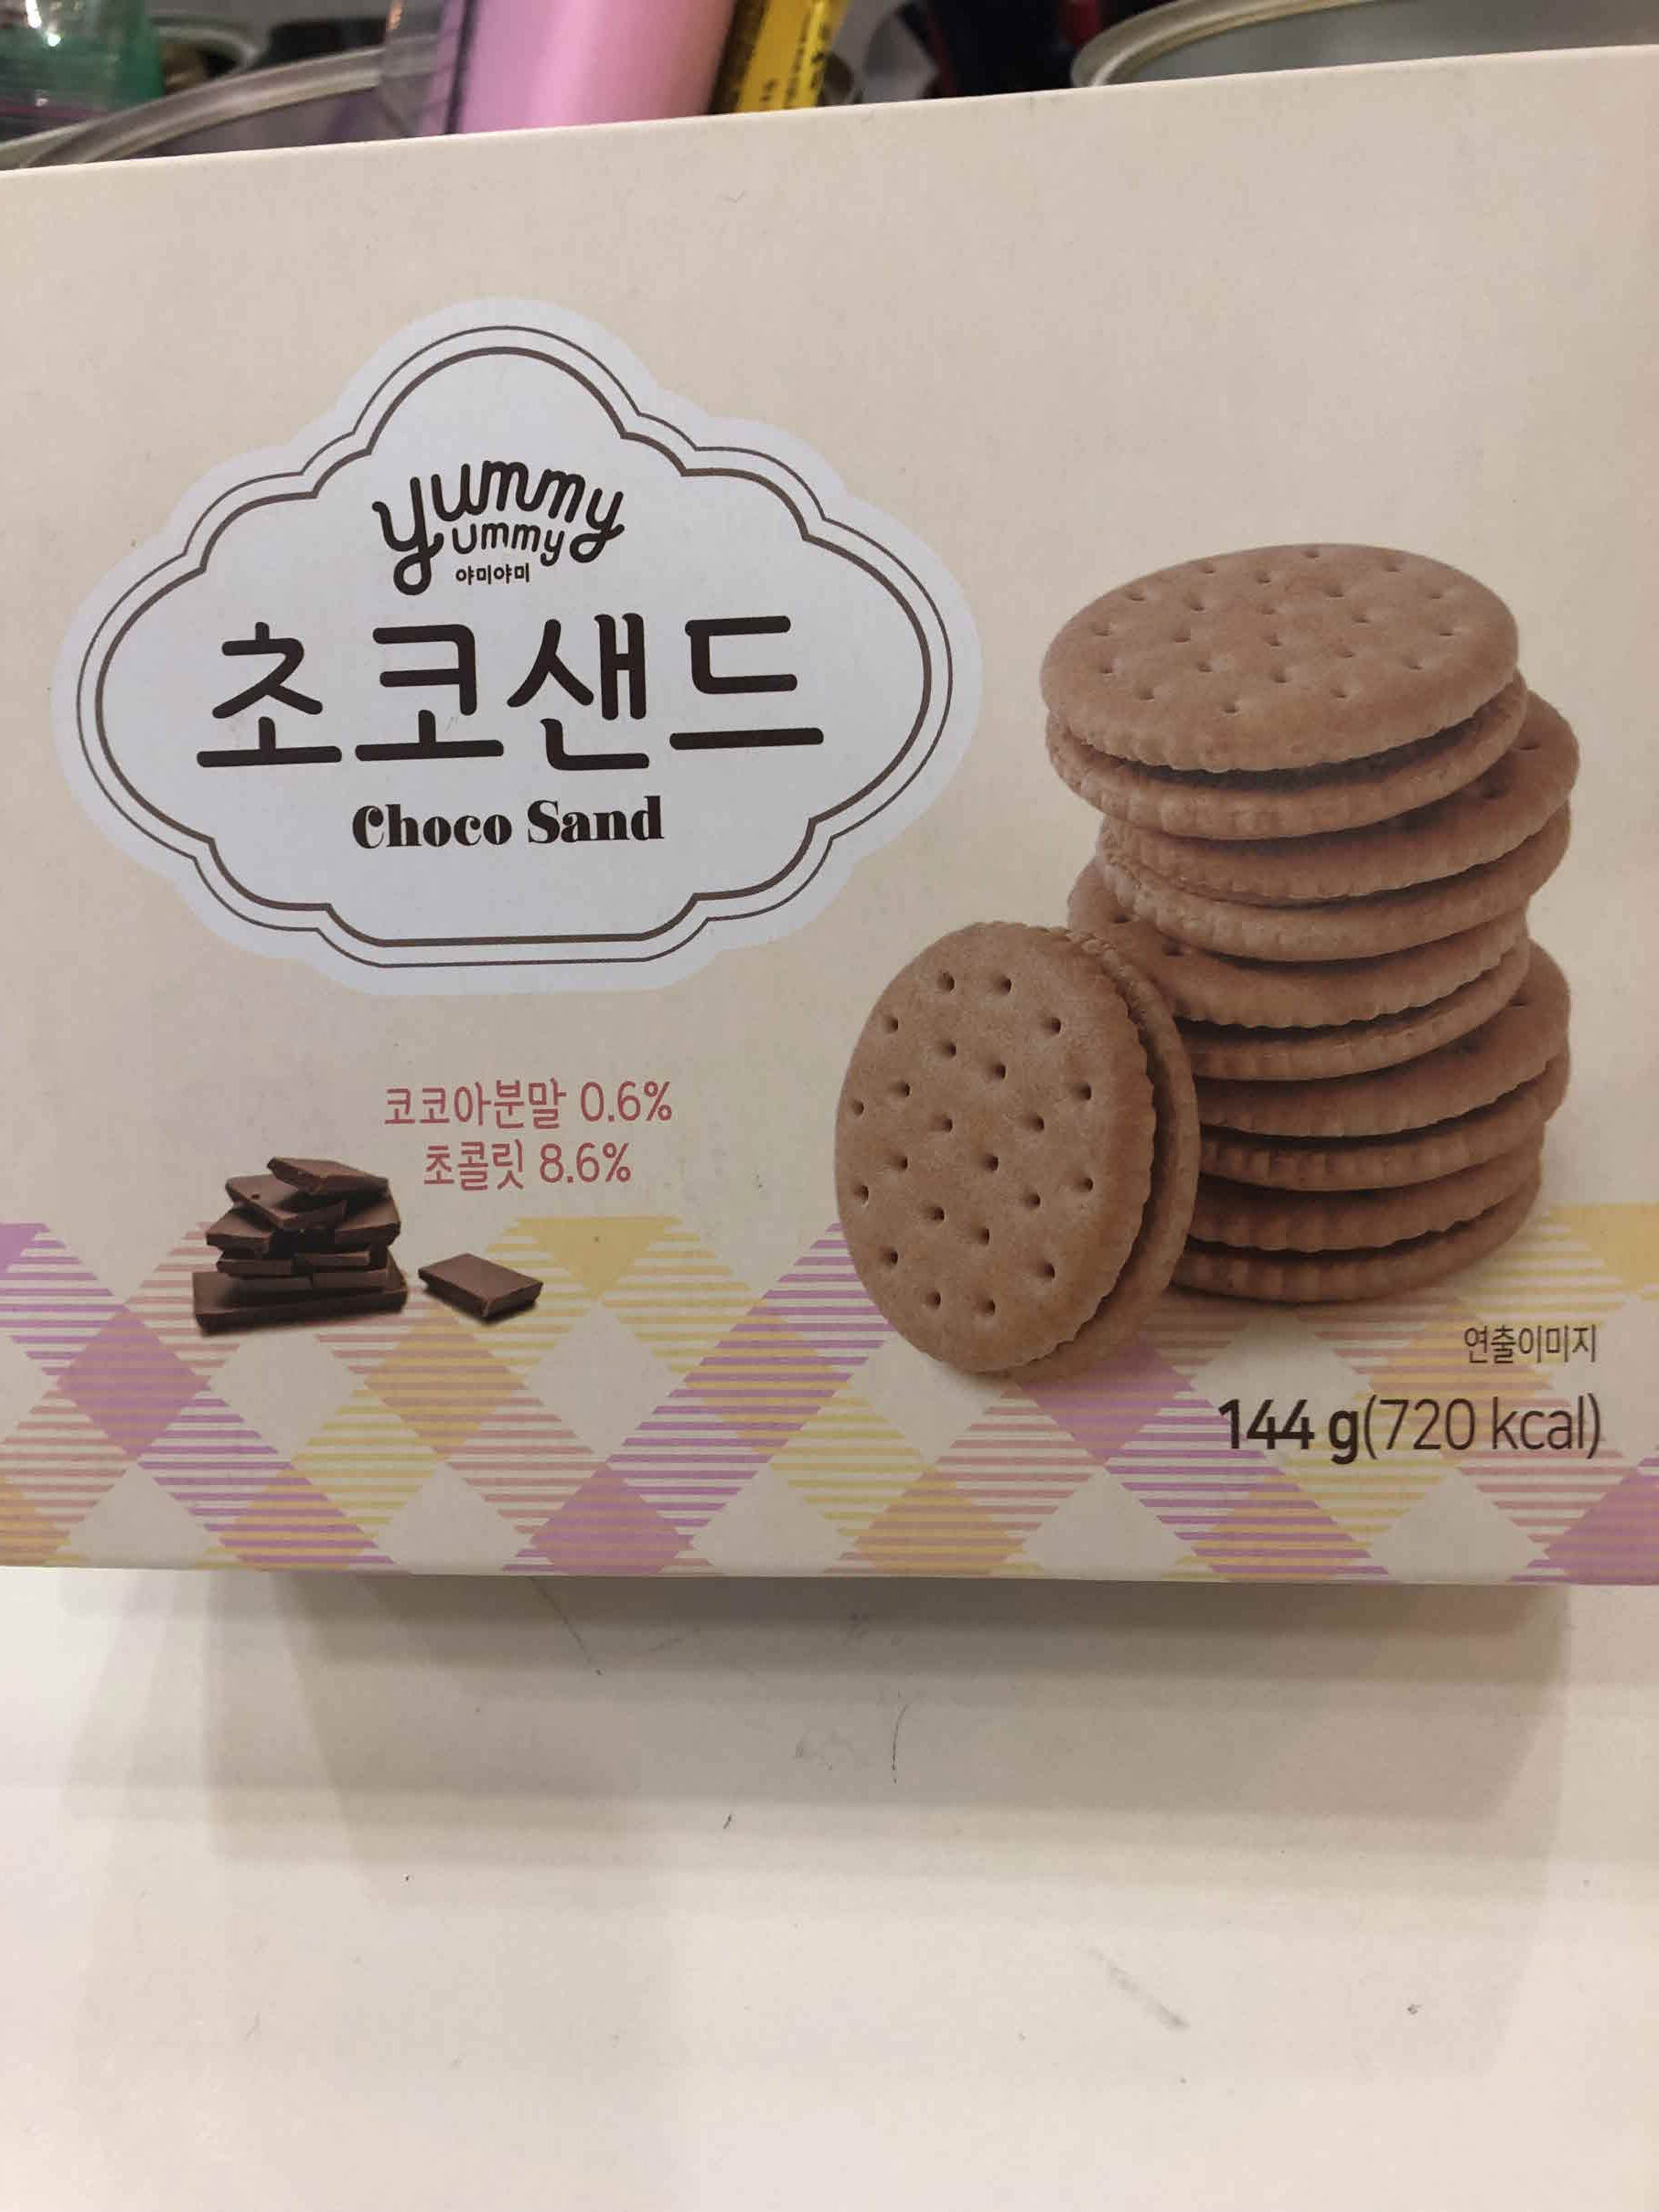 yummy
yummy
야미야미
초코샌드
Choco Sand
코코아분말 0.6%
초콜릿 8.6%
연출이미지
144 g(720 kcal)